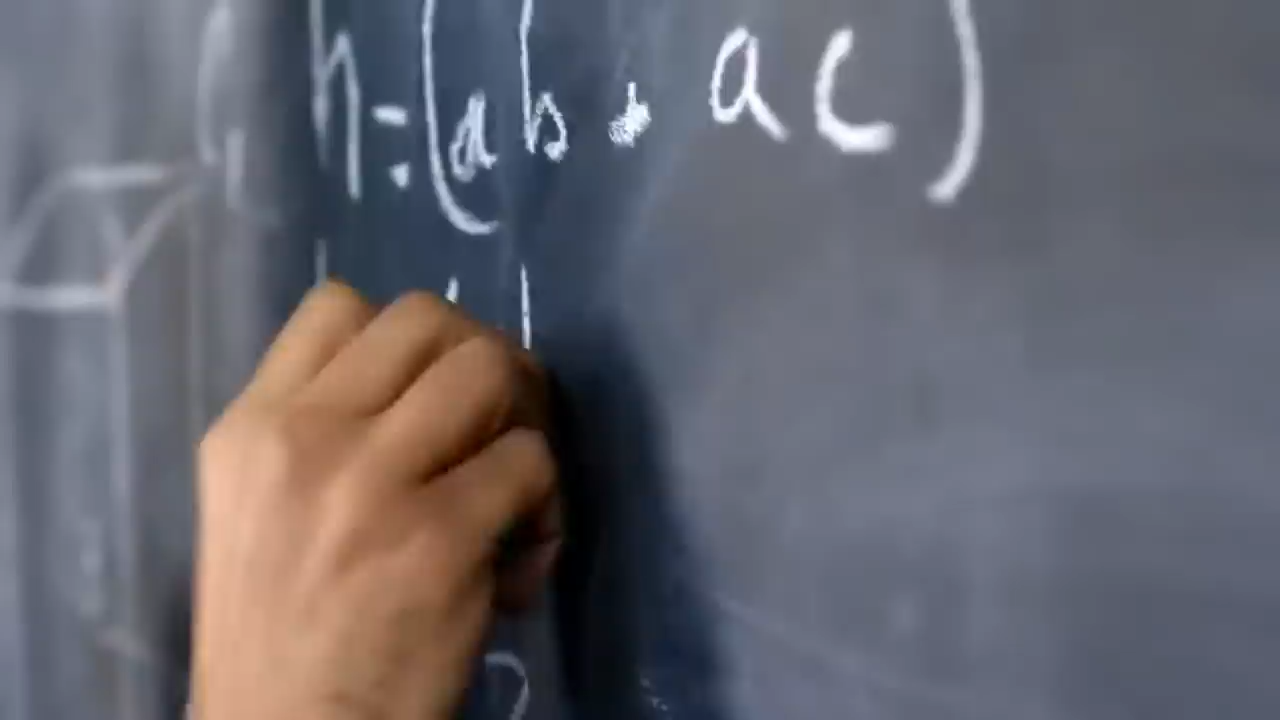 h = (ab · ac)